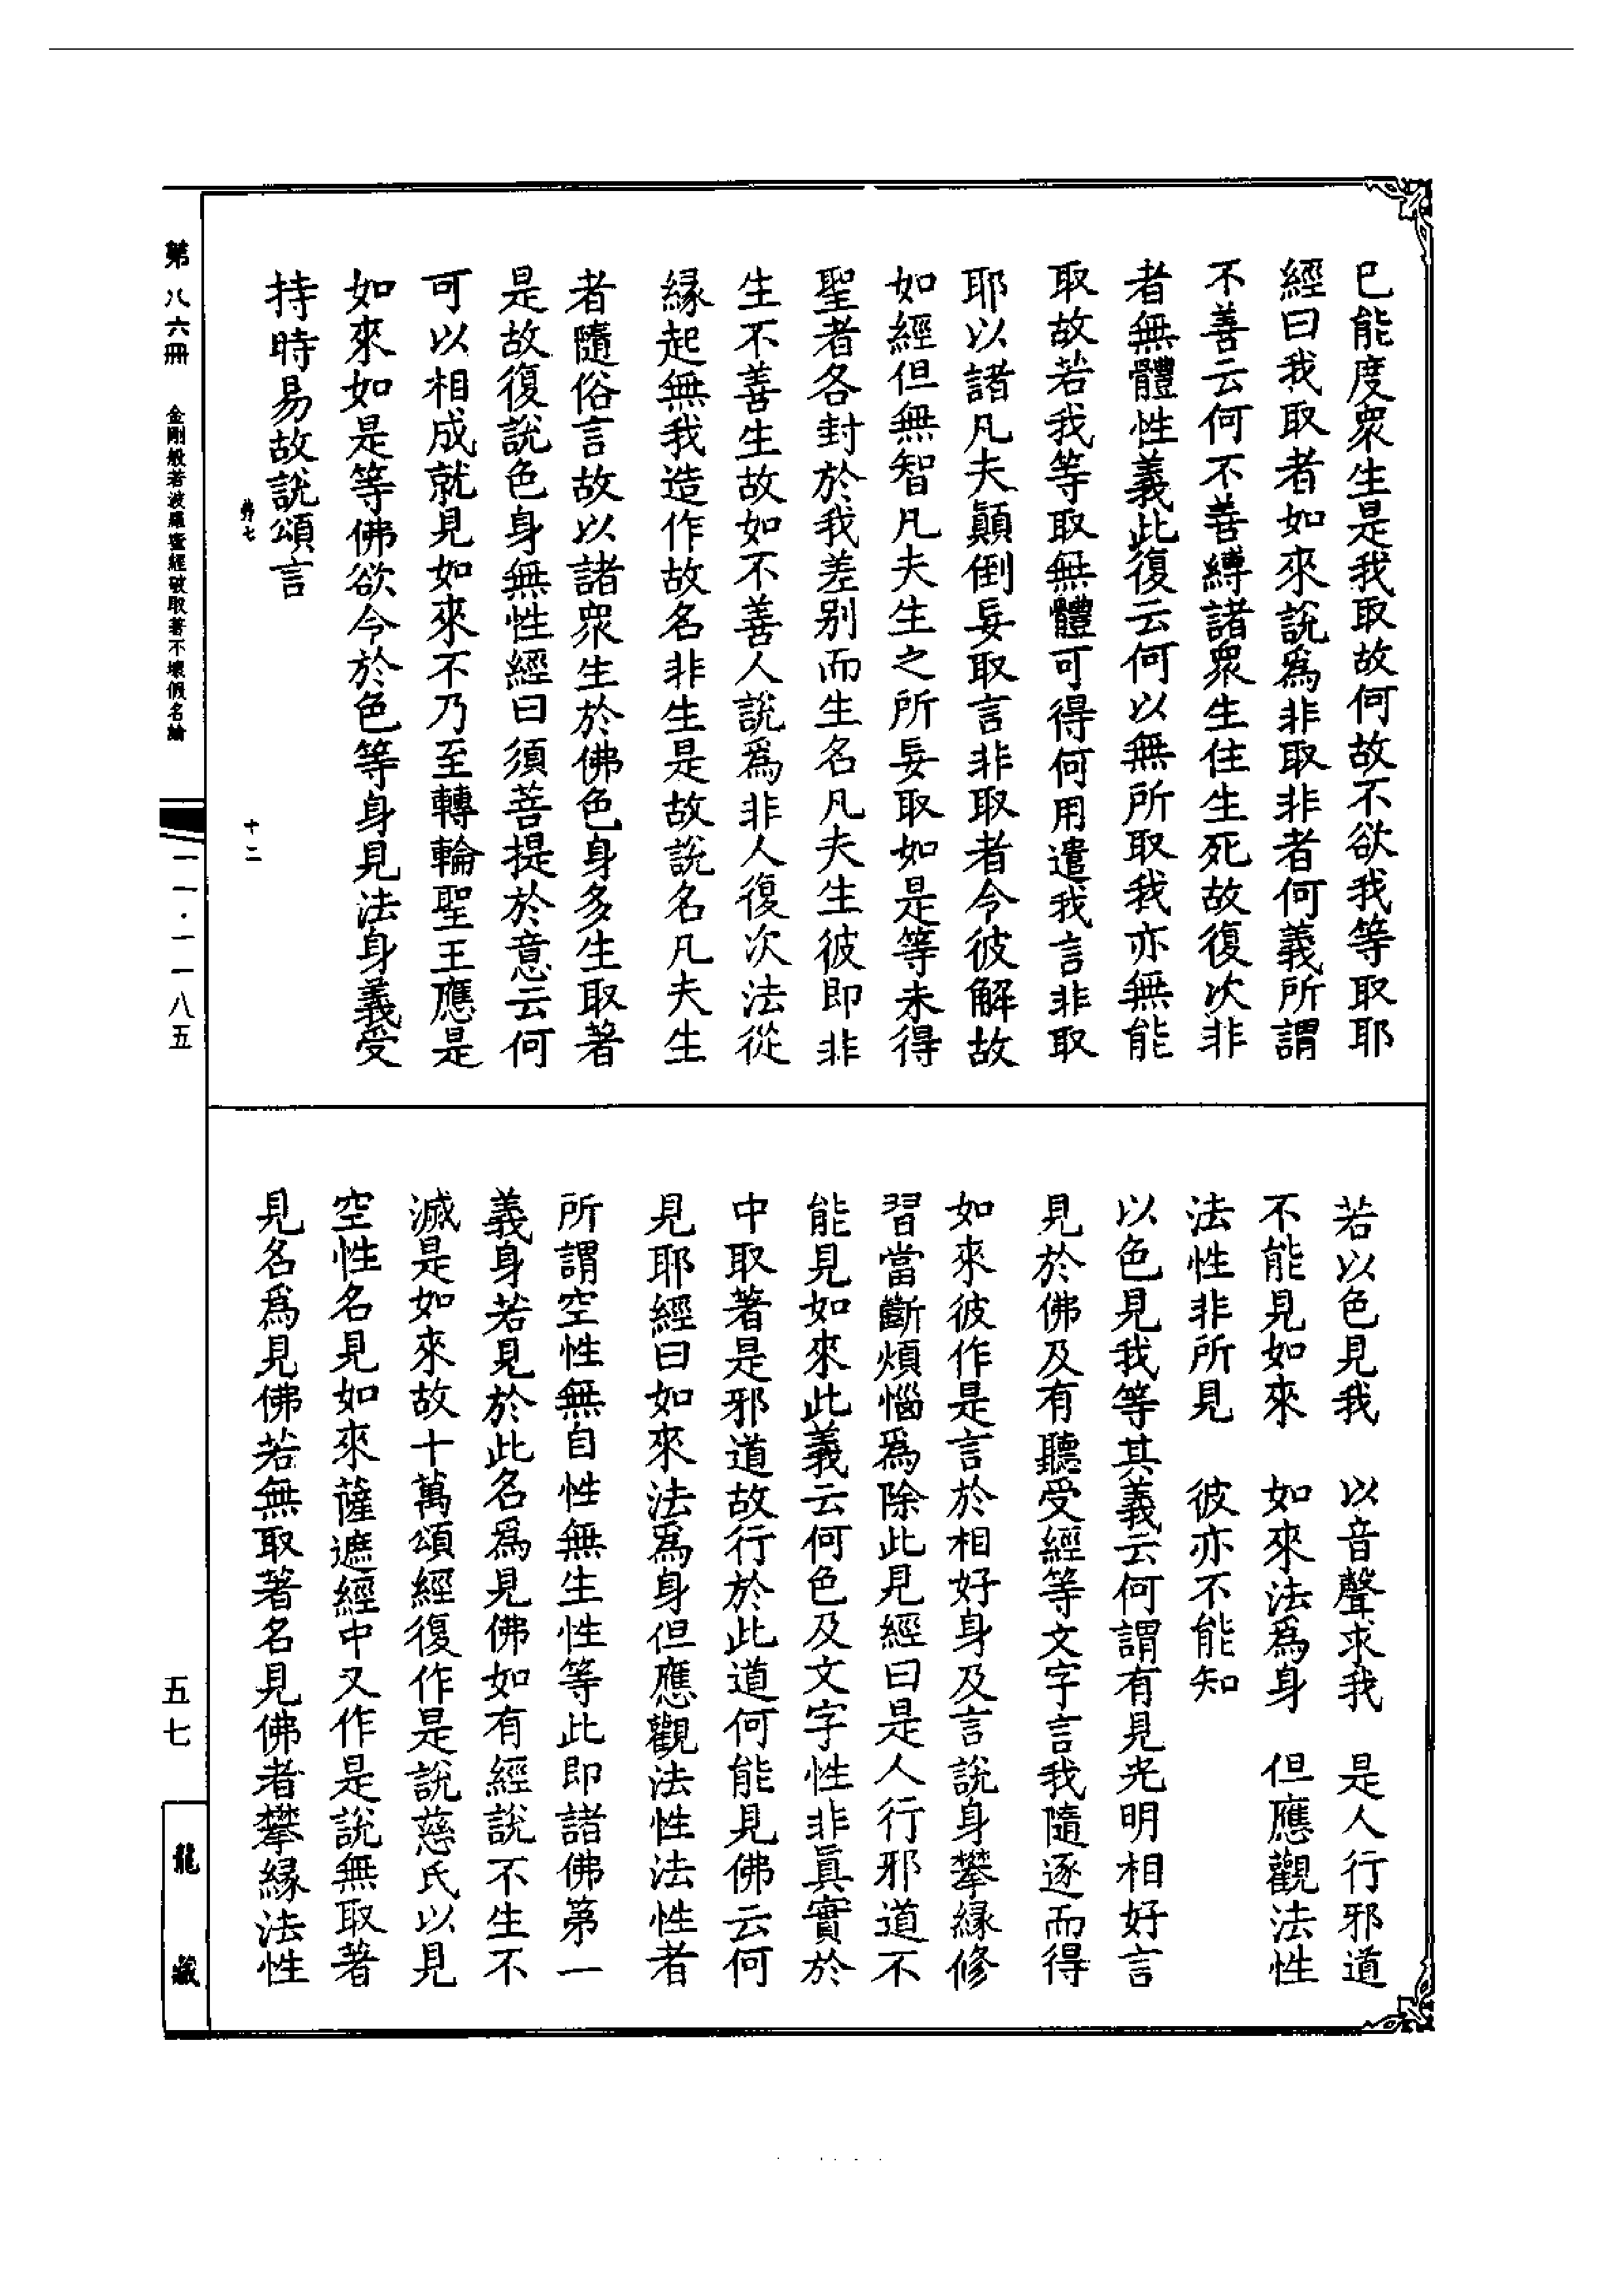 已能度衆生是我取故何故不欲我等取耶
經曰我取者如來說爲非取非者何義所謂
不善云何不善縛諸衆生住生死故復次非
者無體性義此復云何以無所取我亦無能
取故若我等取無體可得何用遣我言非取
耶以諸凡夫顛倒妄取言非取者令彼解故
如經但無智凡夫生之所妄取如是等未得
聖者各封於我差別而生名凡夫生彼即非
生不善生故如不善人說爲非人復次法從
緣起無我造作故名非生是故說名凡夫生
者隨俗言故以諸衆生於佛色身多生取著
是故復說色身無性經曰須菩提於意云何
可以相成就見如來不乃至轉輪聖王應是
如來如是等佛欲令於色等身見法身義受
持時易故說頌言
若以色見我　以音聲求我　是人行邪道
不能見如來　如來法爲身　但應觀法性
法性非所見　彼亦不能知
以色見我等其義云何謂有見光明相好言
見於佛及有聽受經等文字言我隨逐而得
如來彼作是言於相好身及言說身攀緣修
習當斷煩惱爲除此見經曰是人行邪道不
能見如來此義云何色及文字性非真實於
中取著是邪道故行於此道何能見佛云何
見耶經曰如來法爲身但應觀法性法性者
所謂空性無自性無生性等此即諸佛第一
義身若見於此名爲見佛如有經說不生不
滅是如來故十萬頌經復作是說慈氏以見
空性名見如來薩遮經中又作是說無取著
見名爲見佛若無取著名見佛者攀緣法性
第八六冊　金剛般若波羅蜜經破取著不壞假名論
一一·一一八五
五七
龍藏
十二